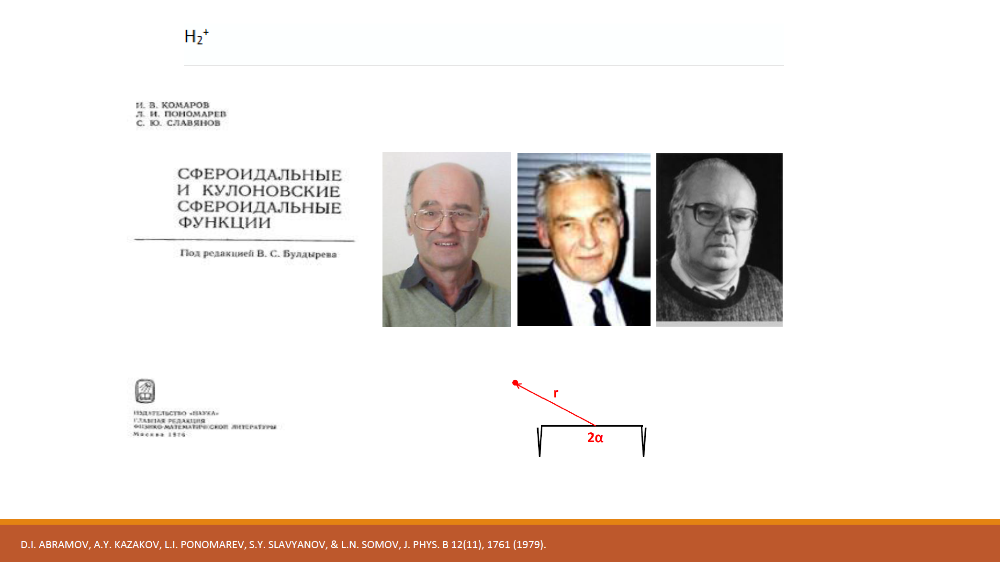 H₂⁺
И. В. КОМАРОВ
Л. И. ПОНОМАРЕВ
С. Ю. СЛАВЯНОВ
СФЕРОИДАЛЬНЫЕ
И КУЛОНОВСКИЕ
СФЕРОИДАЛЬНЫЕ
ФУНКЦИИ
Под редакцией В. С. Булдырева
r
2α
ИЗДАТЕЛЬСТВО «НАУКА»
ГЛАВНАЯ РЕДАКЦИЯ
ФИЗИКО-МАТЕМАТИЧЕСКОЙ ЛИТЕРАТУРЫ
Москва 1976
D.I. ABRAMOV, A.Y. KAZAKOV, L.I. PONOMAREV, S.Y. SLAVYANOV, & L.N. SOMOV, J. PHYS. B 12(11), 1761 (1979).